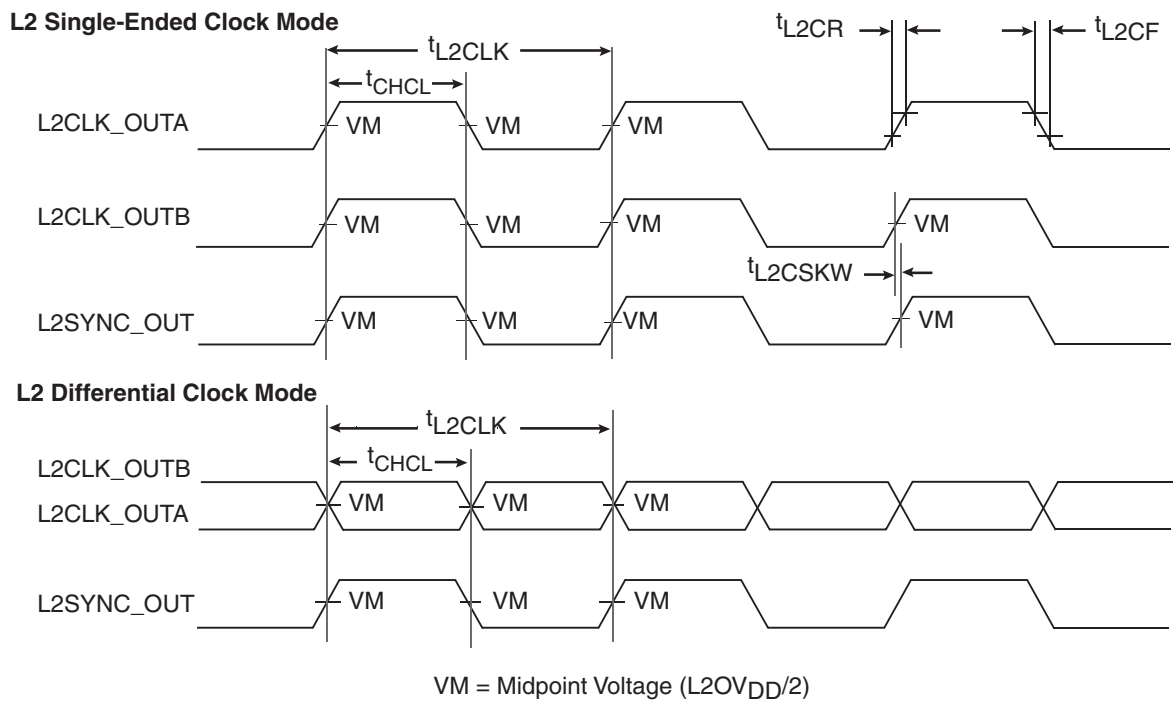 L2 Single-Ended Clock Mode
tL2CR
tL2CF
tL2CLK
tCHCL
L2CLK_OUTA
VM
VM
VM
L2CLK_OUTB
VM
VM
VM
VM
tL2CSKW
L2SYNC_OUT
VM
VM
VM
VM
L2 Differential Clock Mode
tL2CLK
tCHCL
L2CLK_OUTB
L2CLK_OUTA
VM
VM
VM
L2SYNC_OUT
VM
VM
VM
VM = Midpoint Voltage (L2OVDD/2)